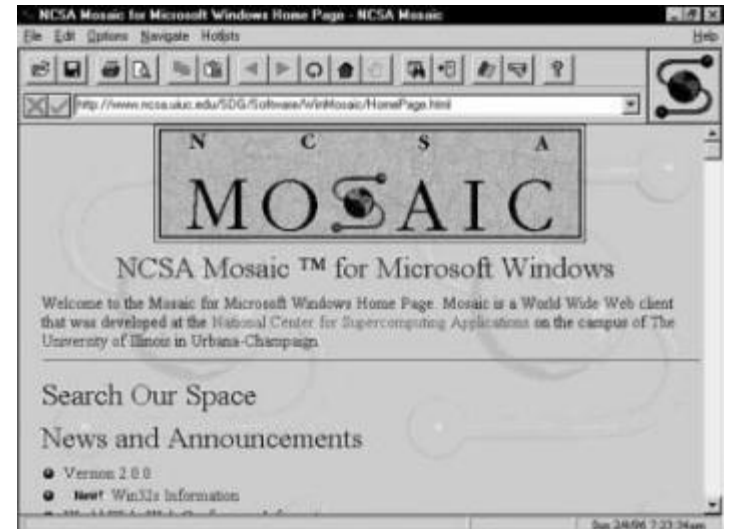 NCSA Mosaic for Microsoft Windows Home Page - NCSA Mosaic
File Edit Options Navigate Hotlists Help
http://www.ncsa.uiuc.edu/SDG/Software/WinMosaic/HomePage.html
N C S A
MOSAIC
NCSA Mosaic ™ for Microsoft Windows
Welcome to the Mosaic for Microsoft Windows Home Page. Mosaic is a World Wide Web client
that was developed at the National Center for Supercomputing Applications on the campus of The
University of Illinois in Urbana-Champaign
Search Our Space
News and Announcements
Version 2.0.0
New! Win32s Information